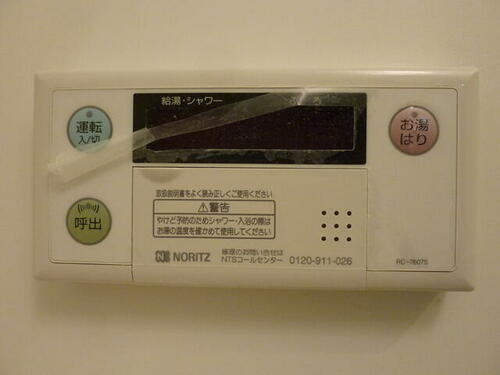 給湯・シャワー
ふろ
運転
入/切
お湯
はり
呼出
取扱説明書をよく読み正しくご使用ください
⚠警告
やけど予防のためシャワー・入浴の際は
お湯の温度を確かめて使用してください
NORITZ
修理のお問い合せは
NTSコールセンター 0120-911-026
RC-7607S